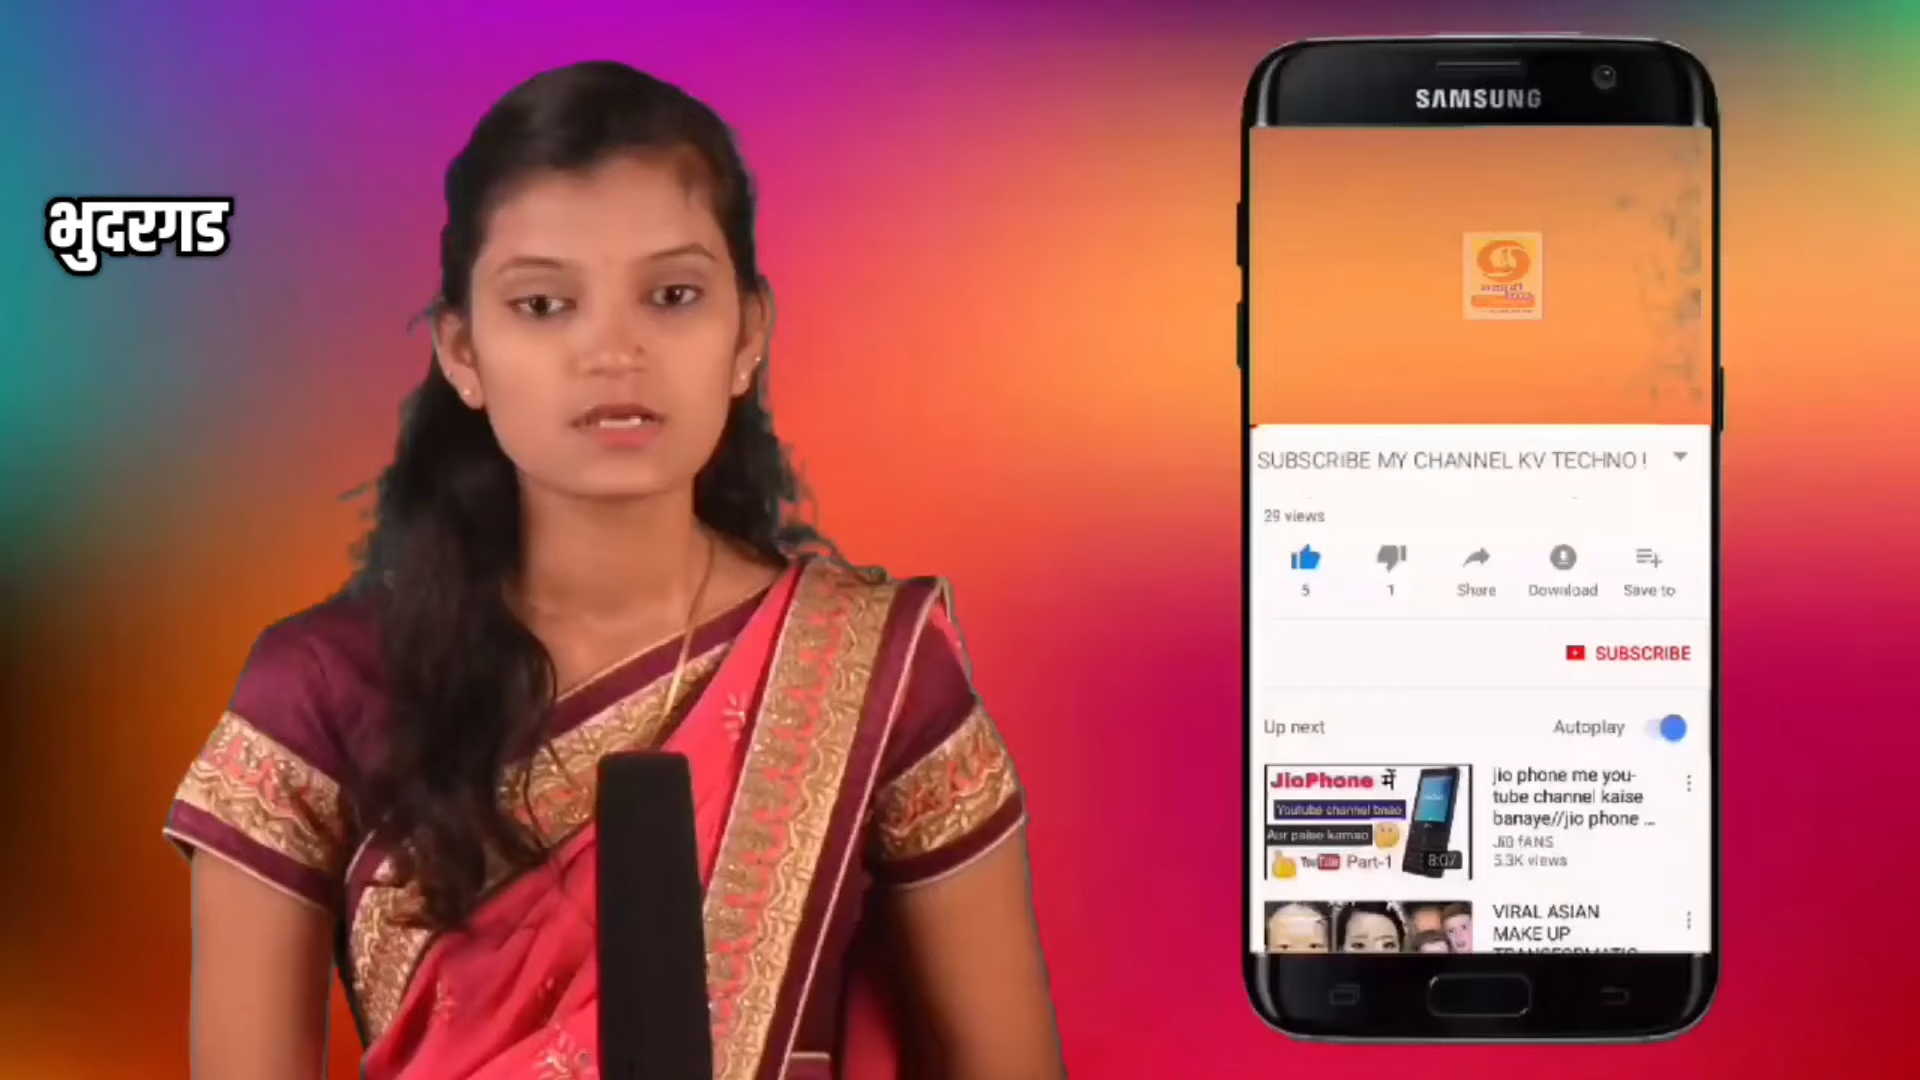 भुदरगड
SAMSUNG
SUBSCRIBE MY CHANNEL KV TECHNO !
29 views
5
1
Share
Download
Save to
SUBSCRIBE
Up next
Autoplay
JioPhone में
Youtube channel bnao
Aur paise kamao
YouTube Part-1
8:07
jio phone me you-
tube channel kaise
banaye//jio phone ...
Jio fANS
5.3K views
VIRAL ASIAN
MAKE UP